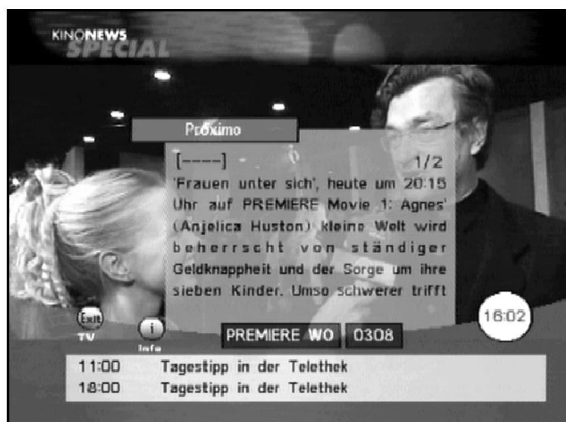 KINONEWS
SPECIAL
Próximo
[----] 1/2
'Frauen unter sich', heute um 20:15
Uhr auf PREMIERE Movie 1: Agnes'
(Anjelica Huston) kleine Welt wird
beherrscht von ständiger
Geldknappheit und der Sorge um ihre
sieben Kinder. Umso schwerer trifft
16:02
Exit
TV
i
Info
PREMIERE WO 0308
11:00 Tagestipp in der Telethek
18:00 Tagestipp in der Telethek